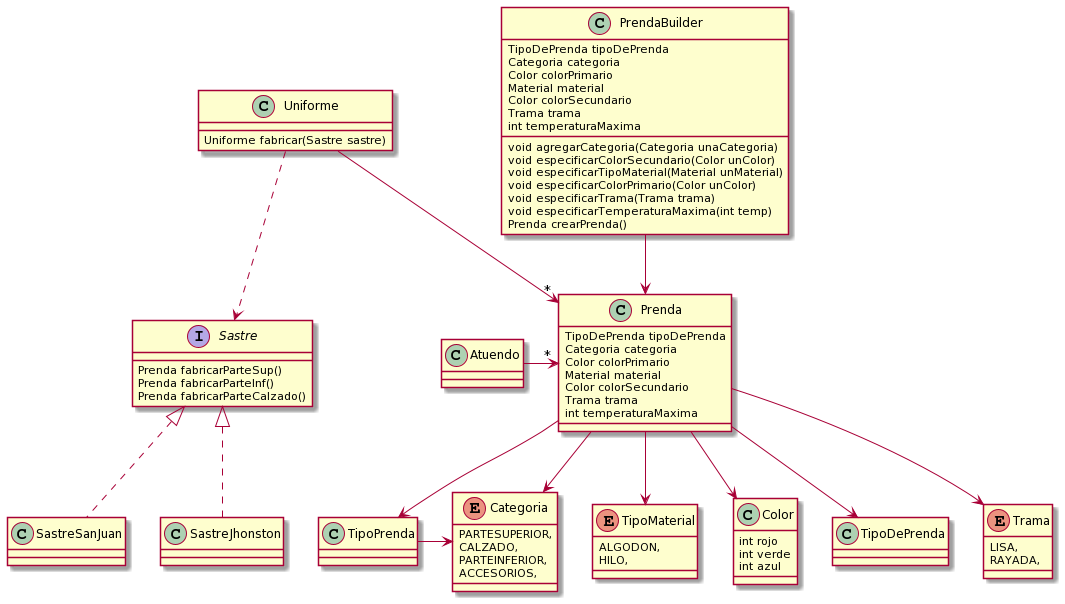 C PrendaBuilder
TipoDePrenda tipoDePrenda
Categoria categoria
Color colorPrimario
Material material
Color colorSecundario
Trama trama
int temperaturaMaxima
void agregarCategoria(Categoria unaCategoria)
void especificarColorSecundario(Color unColor)
void especificarTipoMaterial(Material unMaterial)
void especificarColorPrimario(Color unColor)
void especificarTrama(Trama trama)
void especificarTemperaturaMaxima(int temp)
Prenda crearPrenda()
C Uniforme
Uniforme fabricar(Sastre sastre)
*
I Sastre
Prenda fabricarParteSup()
Prenda fabricarParteInf()
Prenda fabricarParteCalzado()
C Atuendo
*
C Prenda
TipoDePrenda tipoDePrenda
Categoria categoria
Color colorPrimario
Material material
Color colorSecundario
Trama trama
int temperaturaMaxima
C SastreSanJuan
C SastreJhonston
C TipoPrenda
E Categoria
PARTESUPERIOR,
CALZADO,
PARTEINFERIOR,
ACCESORIOS,
E TipoMaterial
ALGODON,
HILO,
C Color
int rojo
int verde
int azul
C TipoDePrenda
E Trama
LISA,
RAYADA,